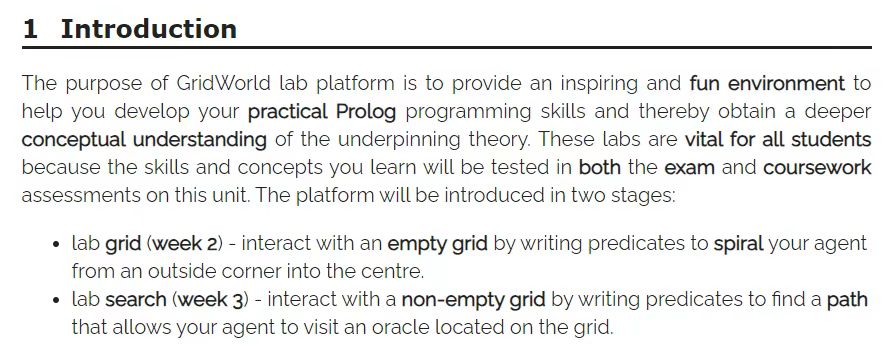 1 Introduction
The purpose of GridWorld lab platform is to provide an inspiring and fun environment to
help you develop your practical Prolog programming skills and thereby obtain a deeper
conceptual understanding of the underpinning theory. These labs are vital for all students
because the skills and concepts you learn will be tested in both the exam and coursework
assessments on this unit. The platform will be introduced in two stages:
• lab grid (week 2) - interact with an empty grid by writing predicates to spiral your agent
from an outside corner into the centre.
• lab search (week 3) - interact with a non-empty grid by writing predicates to find a path
that allows your agent to visit an oracle located on the grid.